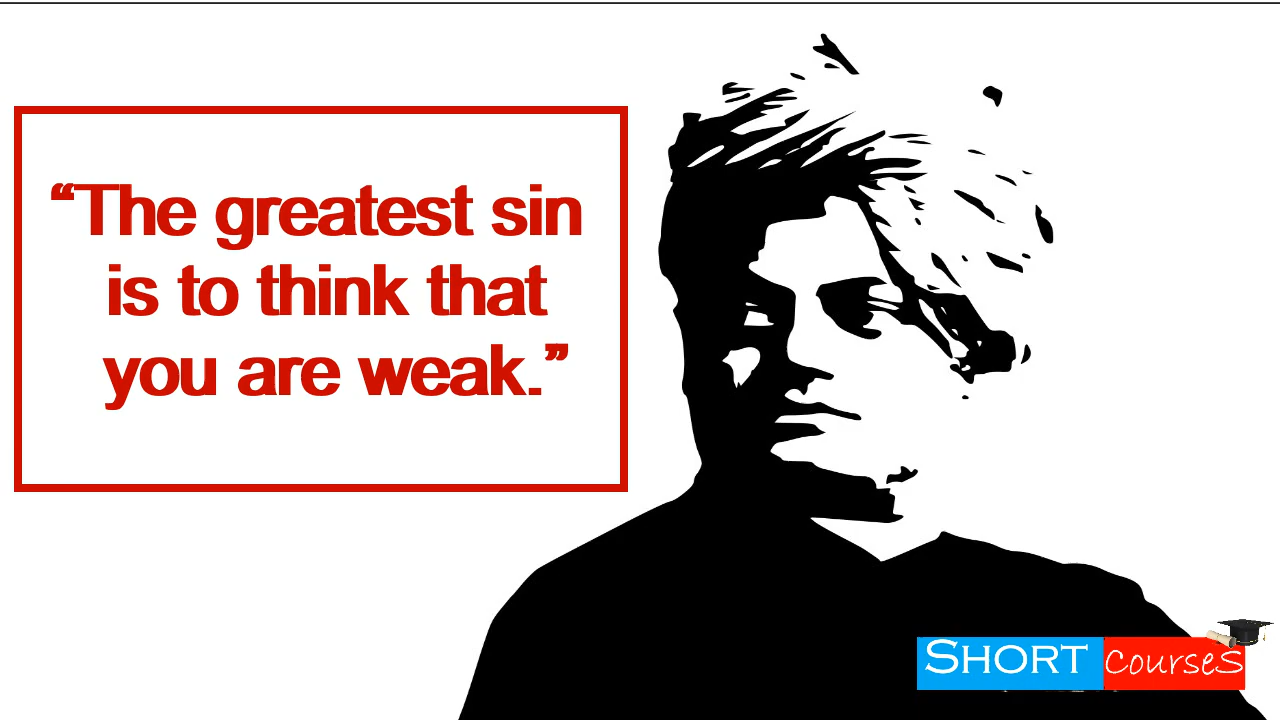 “The greatest sin
is to think that
you are weak.”
SHORT CourseS